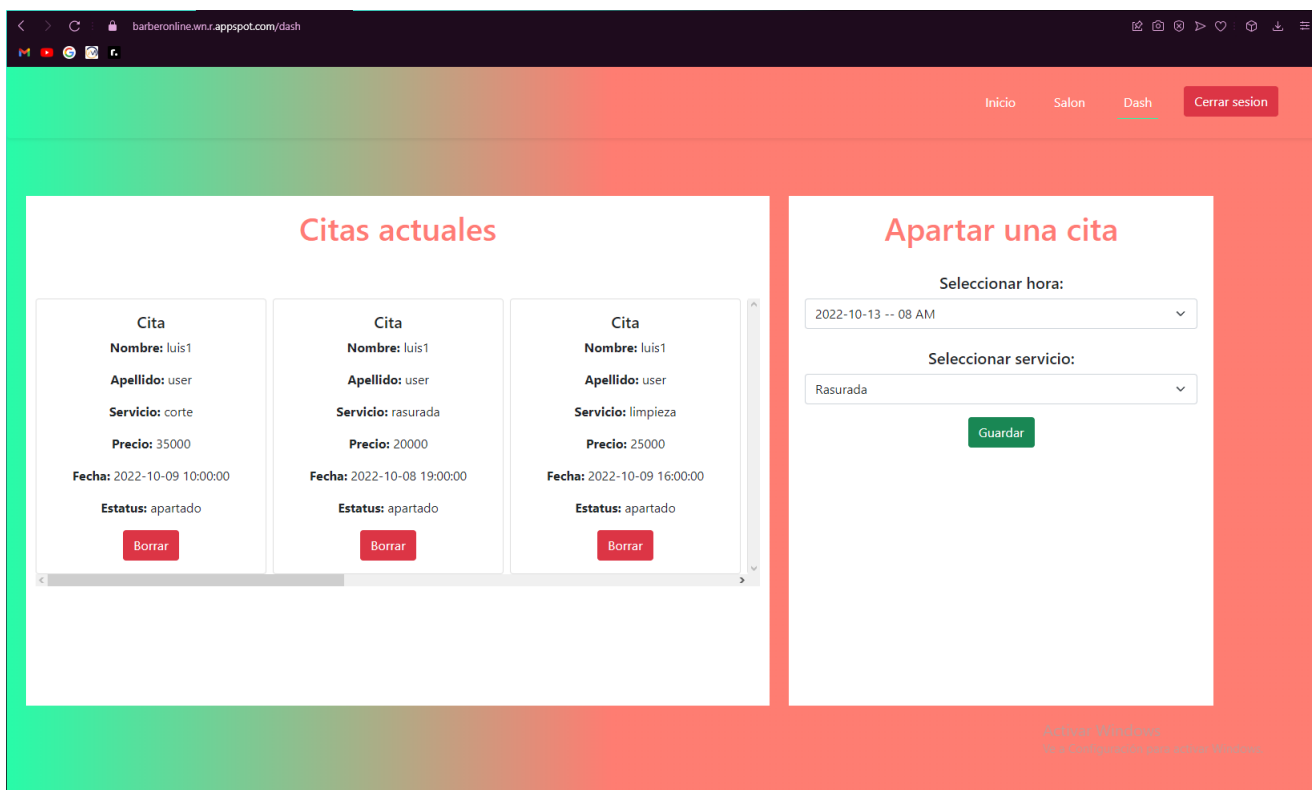 barberonline.wn.r.appspot.com/dash
Inicio Salon Dash Cerrar sesion
Citas actuales
Cita
Nombre: luis1
Apellido: user
Servicio: corte
Precio: 35000
Fecha: 2022-10-09 10:00:00
Estatus: apartado
Borrar
Cita
Nombre: luis1
Apellido: user
Servicio: rasurada
Precio: 20000
Fecha: 2022-10-08 19:00:00
Estatus: apartado
Borrar
Cita
Nombre: luis1
Apellido: user
Servicio: limpieza
Precio: 25000
Fecha: 2022-10-09 16:00:00
Estatus: apartado
Borrar
Apartar una cita
Seleccionar hora:
2022-10-13 -- 08 AM
Seleccionar servicio:
Rasurada
Guardar
Activar Windows